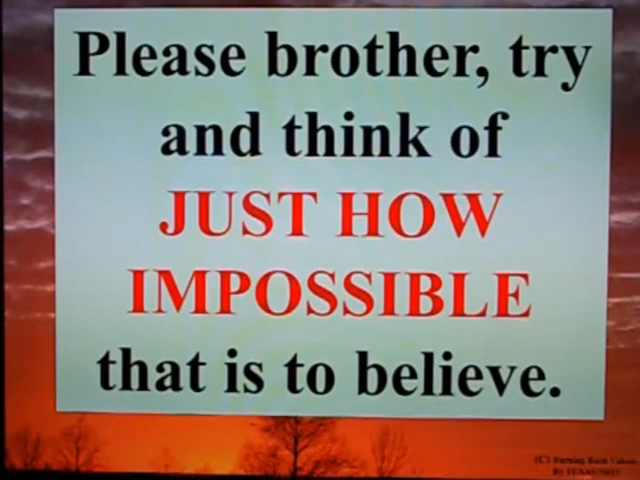 Please brother, try
and think of
JUST HOW
IMPOSSIBLE
that is to believe.